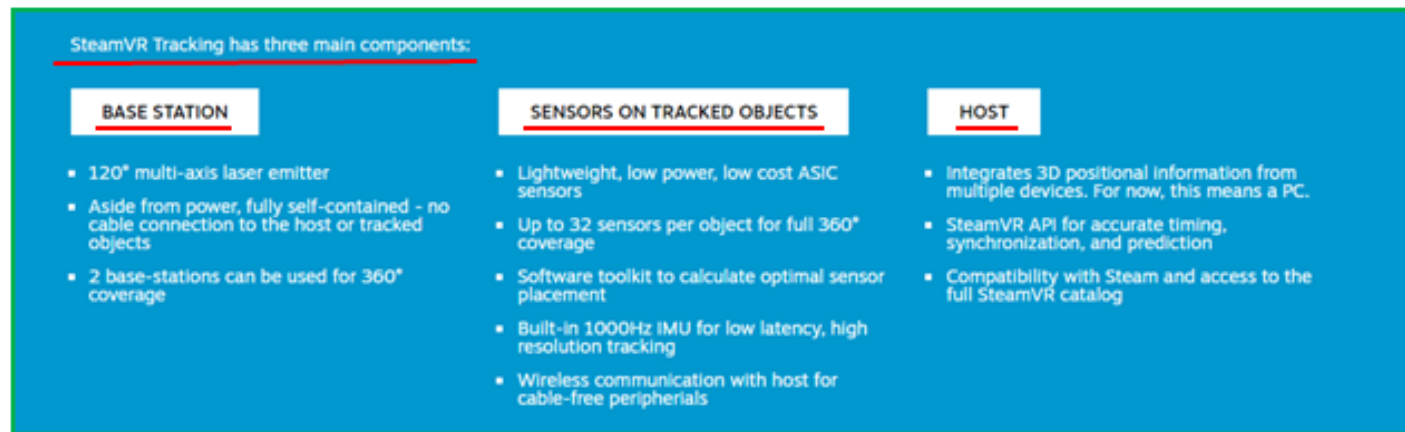 SteamVR Tracking has three main components:
BASE STATION
▪ 120° multi-axis laser emitter
▪ Aside from power, fully self-contained - no
cable connection to the host or tracked
objects
▪ 2 base-stations can be used for 360°
coverage
SENSORS ON TRACKED OBJECTS
▪ Lightweight, low power, low cost ASIC
sensors
▪ Up to 32 sensors per object for full 360°
coverage
▪ Software toolkit to calculate optimal sensor
placement
▪ Built-in 1000Hz IMU for low latency, high
resolution tracking
▪ Wireless communication with host for
cable-free peripherials
HOST
▪ Integrates 3D positional information from
multiple devices. For now, this means a PC.
▪ SteamVR API for accurate timing,
synchronization, and prediction
▪ Compatibility with Steam and access to the
full SteamVR catalog